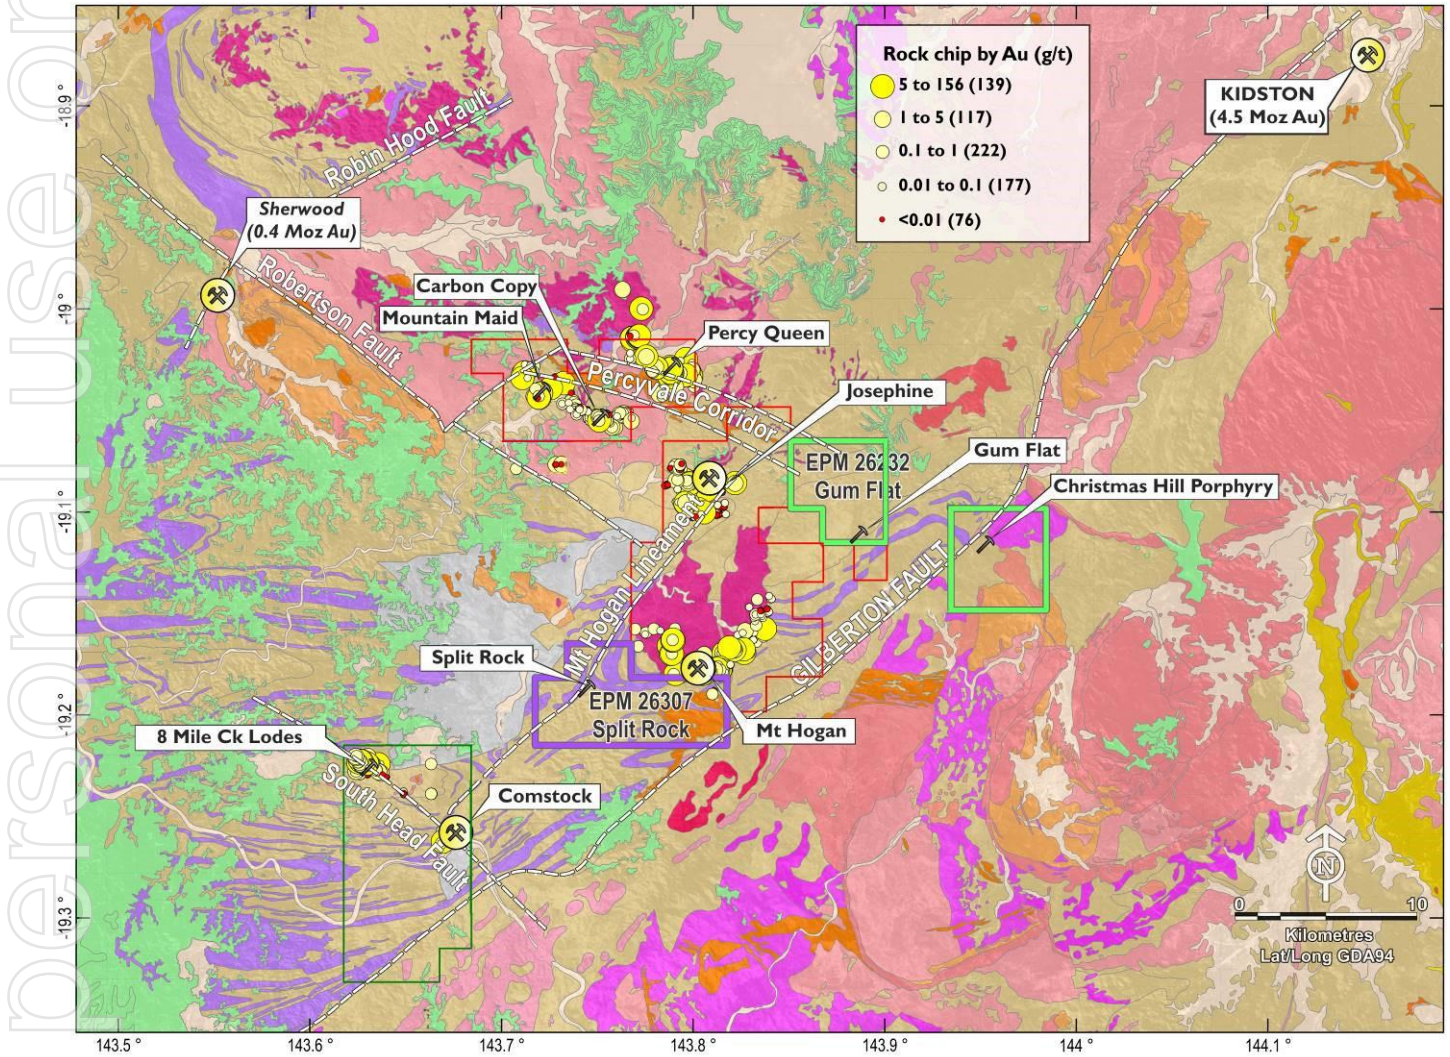 personal use on
Rock chip by Au (g/t)
5 to 156 (139)
1 to 5 (117)
0.1 to 1 (222)
0.01 to 0.1 (177)
<0.01 (76)
KIDSTON
(4.5 Moz Au)
Robin Hood Fault
Sherwood
(0.4 Moz Au)
Robertson Fault
Carbon Copy
Mountain Maid
Percy Queen
Percyvale Corridor
Josephine
EPM 26232
Gum Flat
Gum Flat
Christmas Hill Porphyry
Mt Hogan Lineament
GILBERTON FAULT
Split Rock
EPM 26307
Split Rock
Mt Hogan
8 Mile Ck Lodes
South Head Fault
Comstock
N
0 10
Kilometres
Lat/Long GDA94
-18.9°
-19°
-19.1°
-19.2°
-19.3°
143.5° 143.6° 143.7° 143.8° 143.9° 144° 144.1°